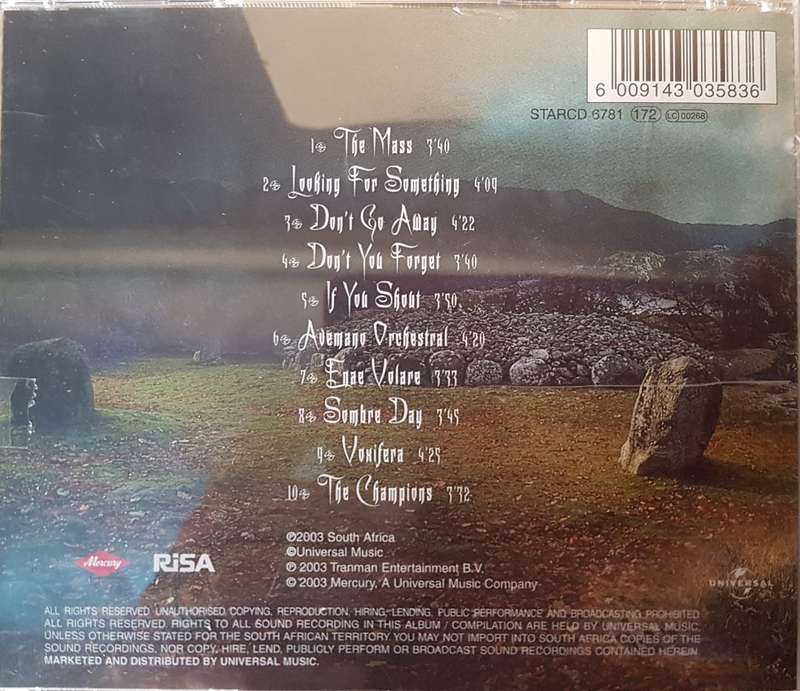 6 009143 035836
STARCD 6781 172 LC 00268
1 The Mass 3'40
2 Looking For Something 4'09
3 Don't Go Away 4'22
4 Don't You Forget 3'40
5 If You Shout 3'50
6 Avemano Orchestral 4'20
7 Enae Volare 3'33
8 Sombre Day 3'45
9 Voxifera 4'25
10 The Champions 3'32
℗2003 South Africa
©Universal Music
℗ 2003 Tranman Entertainment B.V.
© 2003 Mercury, A Universal Music Company
Mercury RiSA UNIVERSAL
ALL RIGHTS RESERVED. UNAUTHORISED COPYING, REPRODUCTION, HIRING, LENDING, PUBLIC PERFORMANCE AND BROADCASTING PROHIBITED
ALL RIGHTS RESERVED. RIGHTS TO ALL SOUND RECORDING IN THIS ALBUM / COMPILATION ARE HELD BY UNIVERSAL MUSIC.
UNLESS OTHERWISE STATED FOR THE SOUTH AFRICAN TERRITORY YOU MAY NOT IMPORT INTO SOUTH AFRICA COPIES OF THE
SOUND RECORDINGS, NOR COPY, HIRE, LEND, PUBLICLY PERFORM OR BROADCAST SOUND RECORDINGS CONTAINED HEREIN
MARKETED AND DISTRIBUTED BY UNIVERSAL MUSIC.